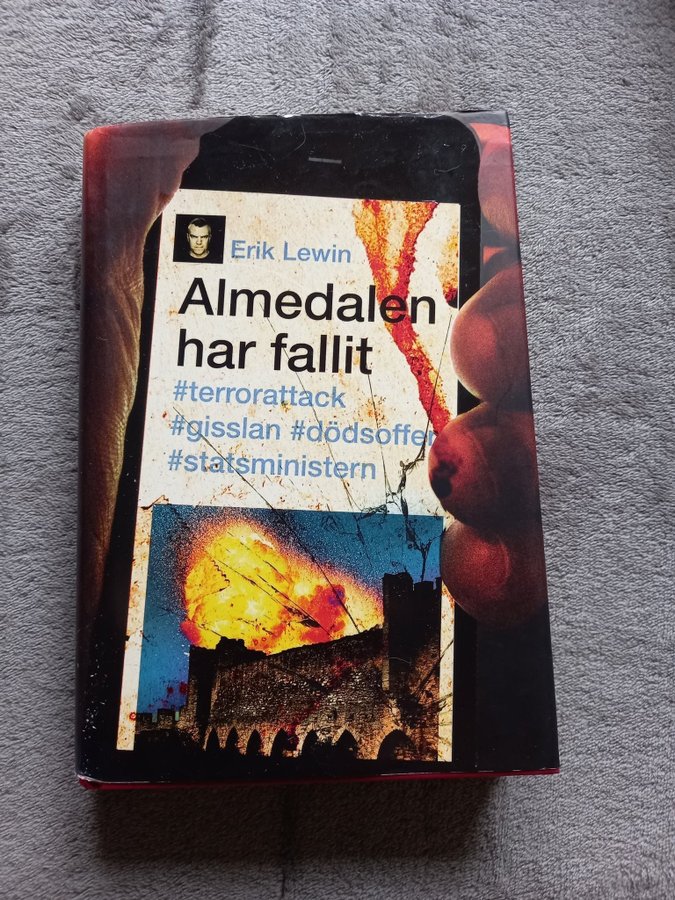 Erik Lewin
Almedalen
har fallit
#terrorattack
#gisslan #dödsoffer
#statsministern